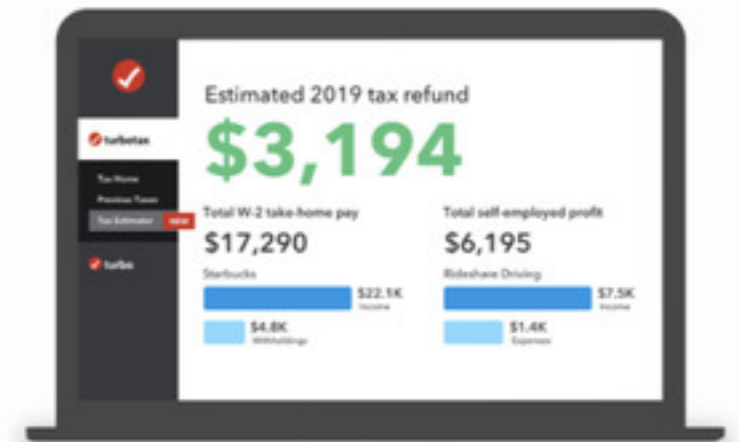 Estimated 2019 tax refund
$3,194
turbotax
Tax Home
Previous Taxes
Tax Estimator NEW
turbo
Total W-2 take-home pay
$17,290
Starbucks
$22.1K
Income
$4.8K
Withholdings
Total self-employed profit
$6,195
Rideshare Driving
$7.5K
Income
$1.4K
Expenses